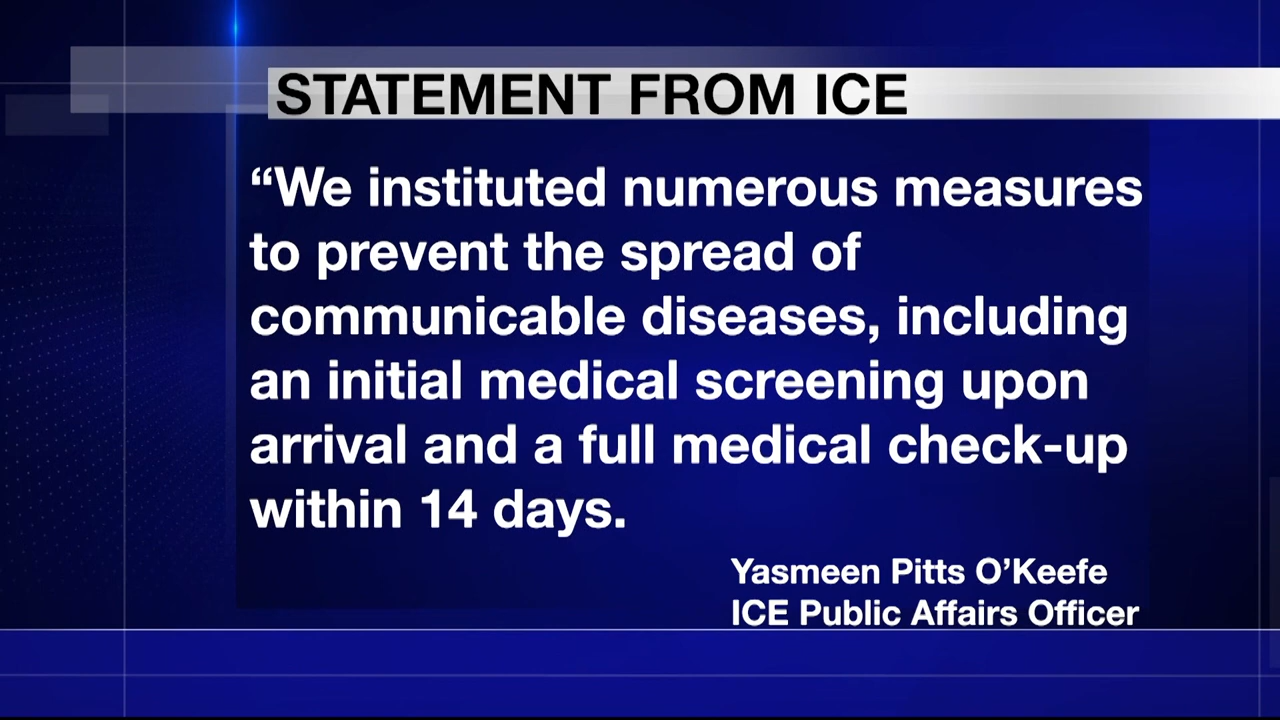 STATEMENT FROM ICE
“We instituted numerous measures
to prevent the spread of
communicable diseases, including
an initial medical screening upon
arrival and a full medical check-up
within 14 days.
Yasmeen Pitts O’Keefe
ICE Public Affairs Officer